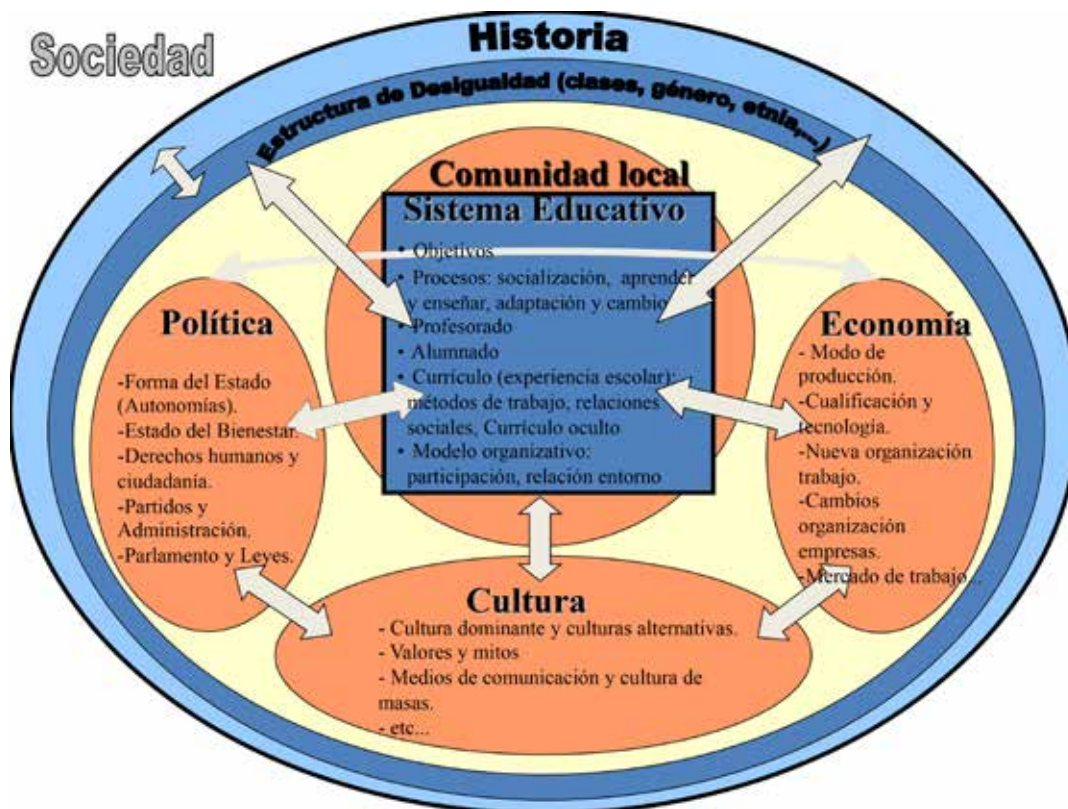 Sociedad
Historia
Estructura de Desigualdad (clases, género, etnia,...)
Comunidad local
Sistema Educativo
• Objetivos
• Procesos: socialización, aprender
y enseñar, adaptación y cambio
• Profesorado
• Alumnado
• Currículo (experiencia escolar):
métodos de trabajo, relaciones
sociales, Currículo oculto
• Modelo organizativo:
participación, relación entorno
Política
-Forma del Estado
(Autonomías).
-Estado del Bienestar.
-Derechos humanos y
ciudadanía.
-Partidos y
Administración.
-Parlamento y Leyes.
Economía
- Modo de
producción.
-Cualificación y
tecnología.
-Nueva organización
trabajo.
-Cambios
organización
empresas.
-Mercado de trabajo...
Cultura
- Cultura dominante y culturas alternativas.
- Valores y mitos
- Medios de comunicación y cultura de
masas.
- etc...